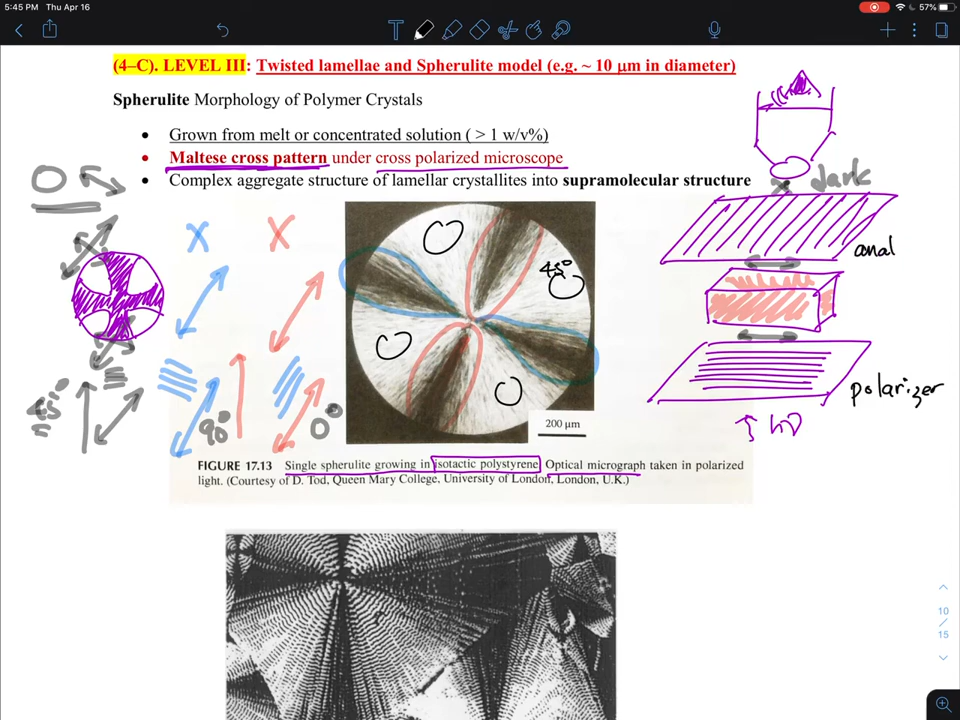 5:45 PM Thu Apr 16
57%
(4–C). LEVEL III: Twisted lamellae and Spherulite model (e.g. ~ 10 μm in diameter)
Spherulite Morphology of Polymer Crystals
• Grown from melt or concentrated solution ( > 1 w/v%)
• Maltese cross pattern under cross polarized microscope
• Complex aggregate structure of lamellar crystallites into supramolecular structure
dark
anal
45°
polarizer
45°
90°
0°
200 μm
FIGURE 17.13 Single spherulite growing in isotactic polystyrene. Optical micrograph taken in polarized
light. (Courtesy of D. Tod, Queen Mary College, University of London, London, U.K.)
10
/
15